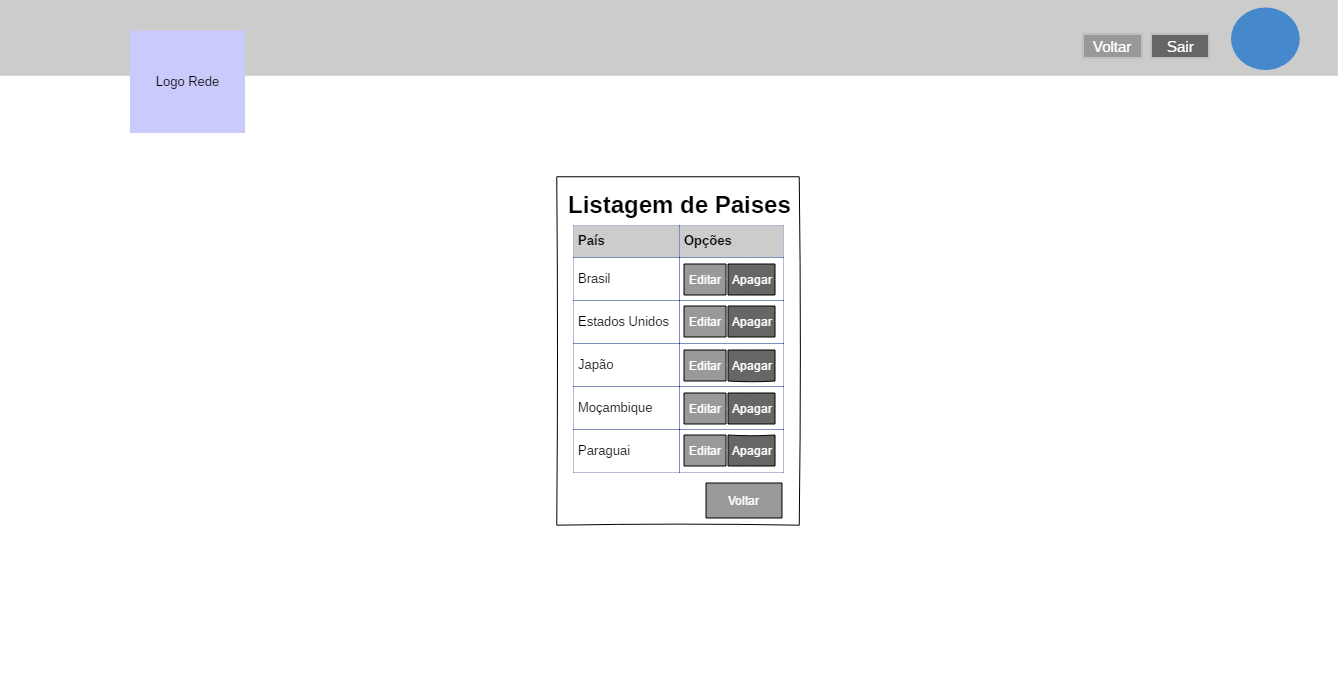 Voltar Sair
Logo Rede
Listagem de Paises
País Opções
Brasil Editar Apagar
Estados Unidos Editar Apagar
Japão Editar Apagar
Moçambique Editar Apagar
Paraguai Editar Apagar
Voltar